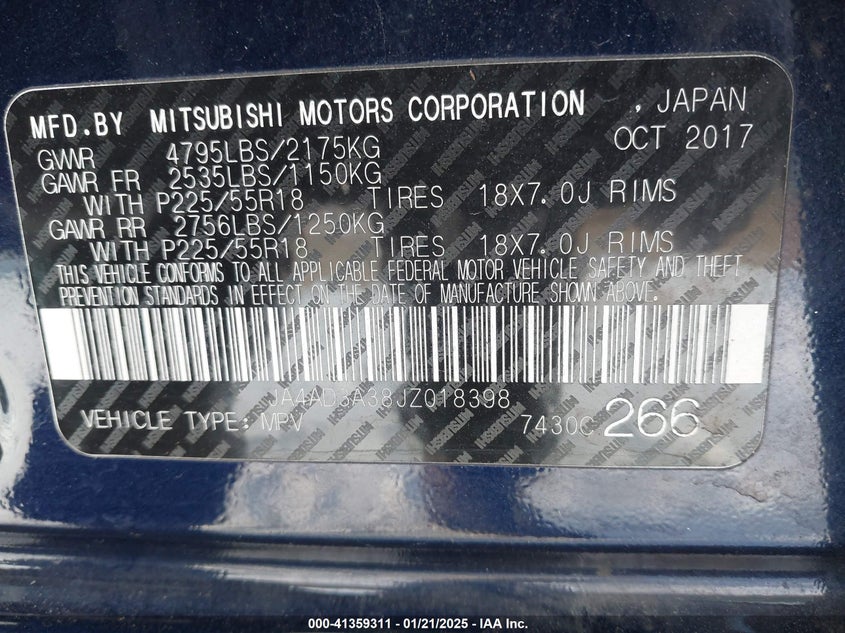 MFD.BY MITSUBISHI MOTORS CORPORATION , JAPAN
GVWR 4795LBS/2175KG OCT 2017
GAWR FR 2535LBS/1150KG
WITH P225/55R18 TIRES 18X7.0J RIMS
GAWR RR 2756LBS/1250KG
WITH P225/55R18 TIRES 18X7.0J RIMS
THIS VEHICLE CONFORMS TO ALL APPLICABLE FEDERAL MOTOR VEHICLE SAFETY AND THEFT
PREVENTION STANDARDS IN EFFECT ON THE DATE OF MANUFACTURE SHOWN ABOVE.
JA4AD3A38JZ018398
VEHICLE TYPE: MPV 7430C 266
000-41359311 - 01/21/2025 - IAA Inc.